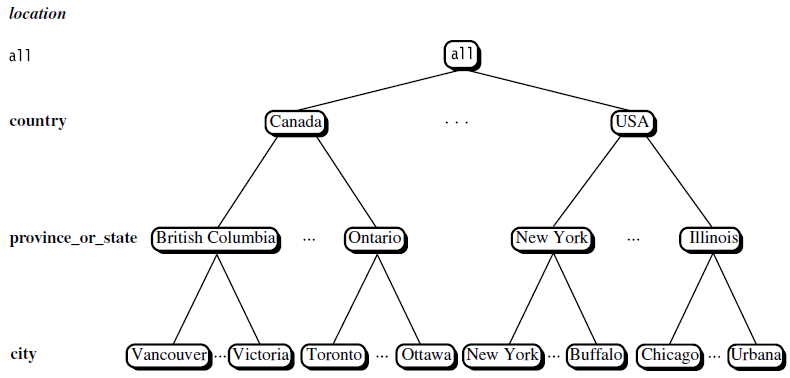 location
all
all
country
Canada
...
USA
province_or_state
British Columbia
...
Ontario
New York
...
Illinois
city
Vancouver
...
Victoria
Toronto
...
Ottawa
New York
...
Buffalo
Chicago
...
Urbana